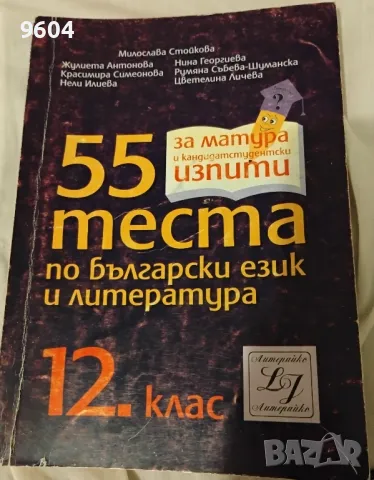 9604
Милослава Стойкова
Жулиета Антонова
Красимира Симеонова
Нели Илиева
Нина Георгиева
Румяна Събева-Шуманска
Цветелина Личева
?
за матура
и кандидатстудентски
изпити
55
теста
по български език
и литература
12. клас
Литерайко
LJ
Литерайко
BAZAR